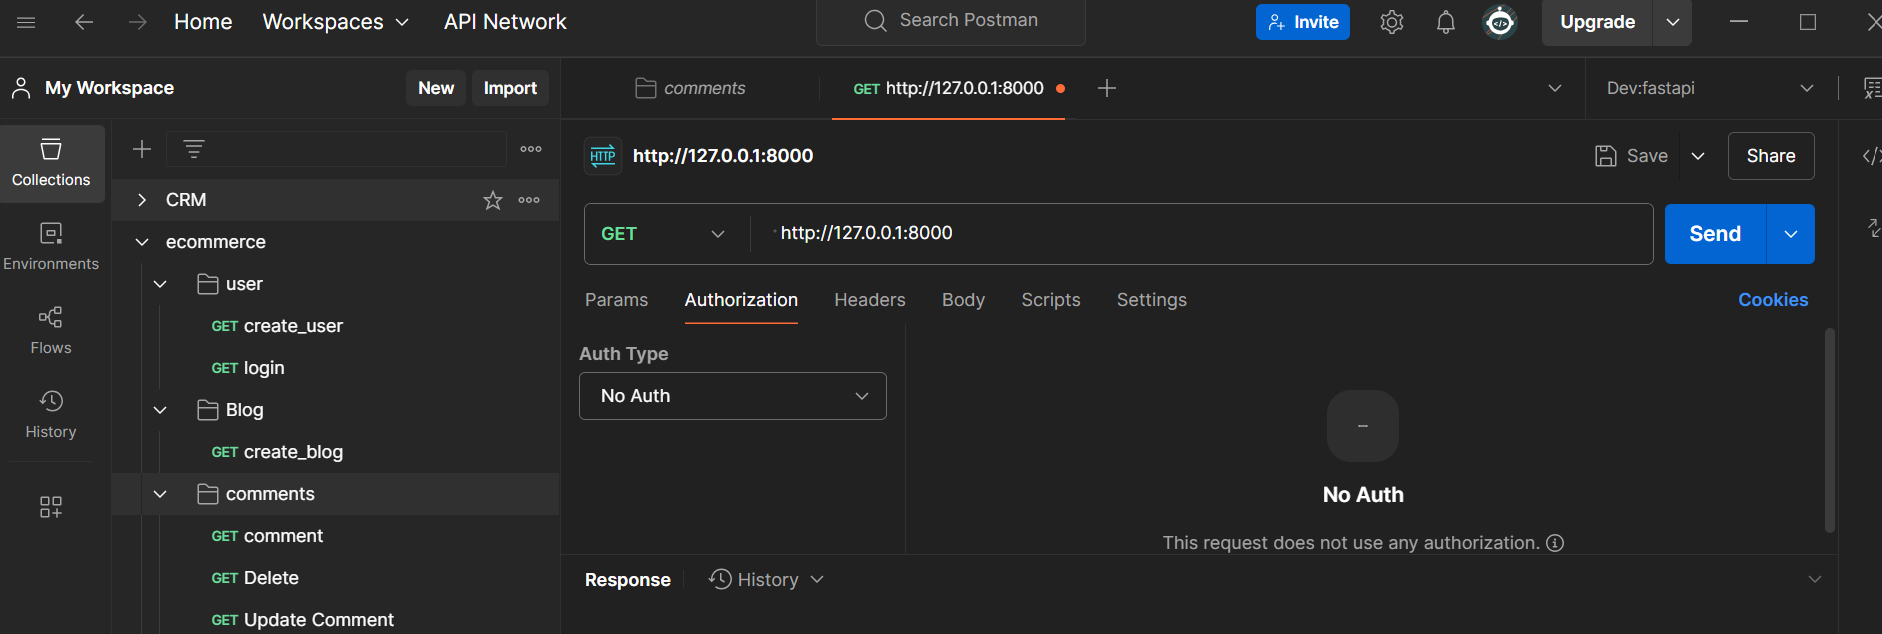 Home Workspaces API Network Search Postman Invite Upgrade
My Workspace New Import comments GET http://127.0.0.1:8000 Dev:fastapi
Collections
Environments
Flows
History
CRM
ecommerce
user
GET create_user
GET login
Blog
GET create_blog
comments
GET comment
GET Delete
GET Update Comment
HTTP http://127.0.0.1:8000 Save Share
GET http://127.0.0.1:8000 Send
Params Authorization Headers Body Scripts Settings Cookies
Auth Type
No Auth
No Auth
This request does not use any authorization.
Response History